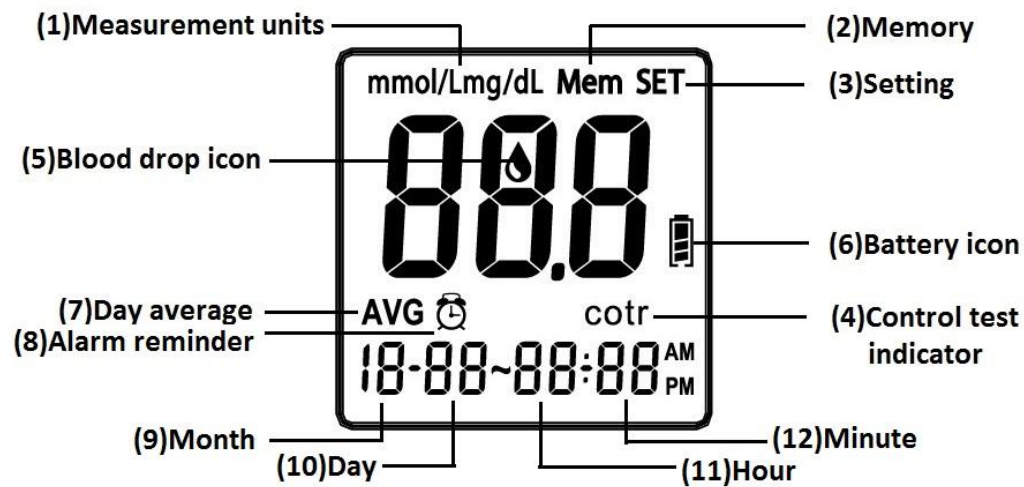 (1)Measurement units
(2)Memory
mmol/Lmg/dL Mem SET
(3)Setting
88.8
(5)Blood drop icon
(6)Battery icon
(7)Day average
AVG
cotr
(4)Control test
indicator
(8)Alarm reminder
18-88~88:88 AM
PM
(9)Month
(12)Minute
(10)Day
(11)Hour